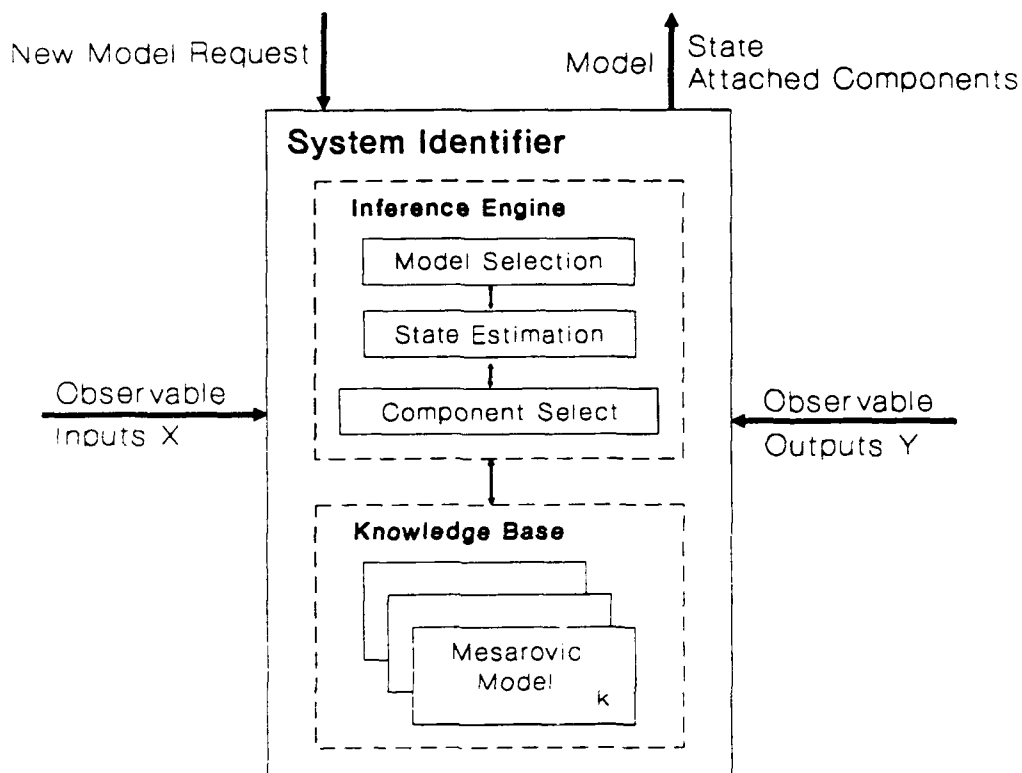 New Model Request
Model
State
Attached Components
System Identifier
Inference Engine
Model Selection
State Estimation
Component Select
Observable
Inputs X
Observable
Outputs Y
Knowledge Base
Mesarovic
Model
k